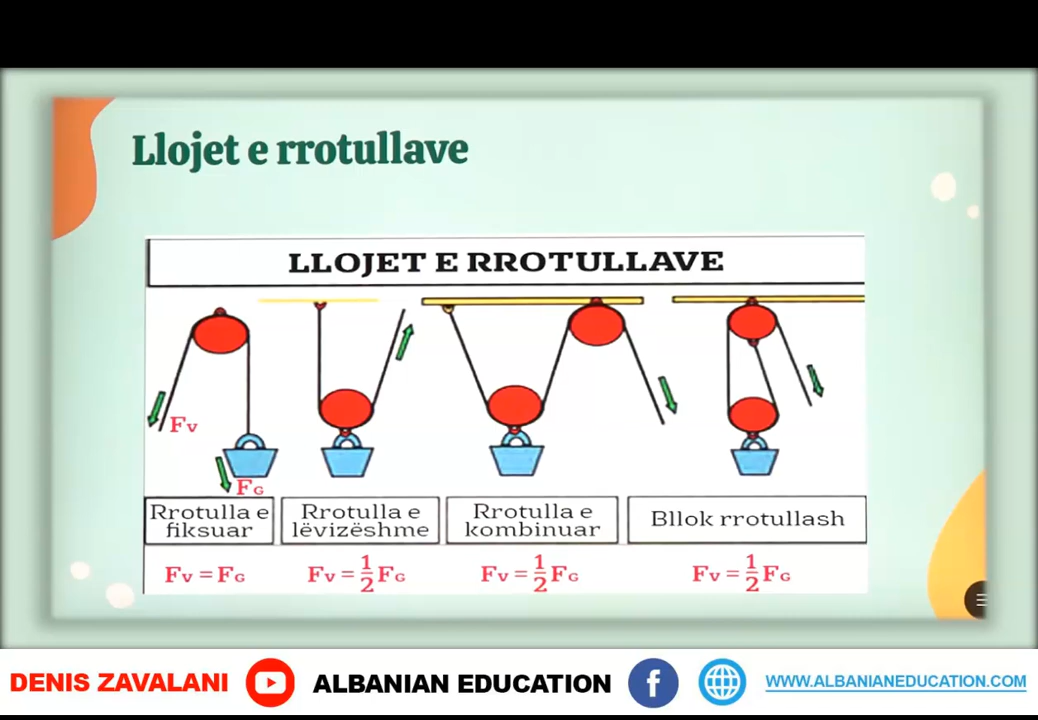 Llojet e rrotullave
LLOJET E RROTULLAVE
Fv
FG
Rrotulla e
fiksuar
Rrotulla e
lëvizëshme
Rrotulla e
kombinuar
Bllok rrotullash
Fv = FG
Fv = 1/2 FG
Fv = 1/2 FG
Fv = 1/2 FG
DENIS ZAVALANI
ALBANIAN EDUCATION
WWW.ALBANIANEDUCATION.COM